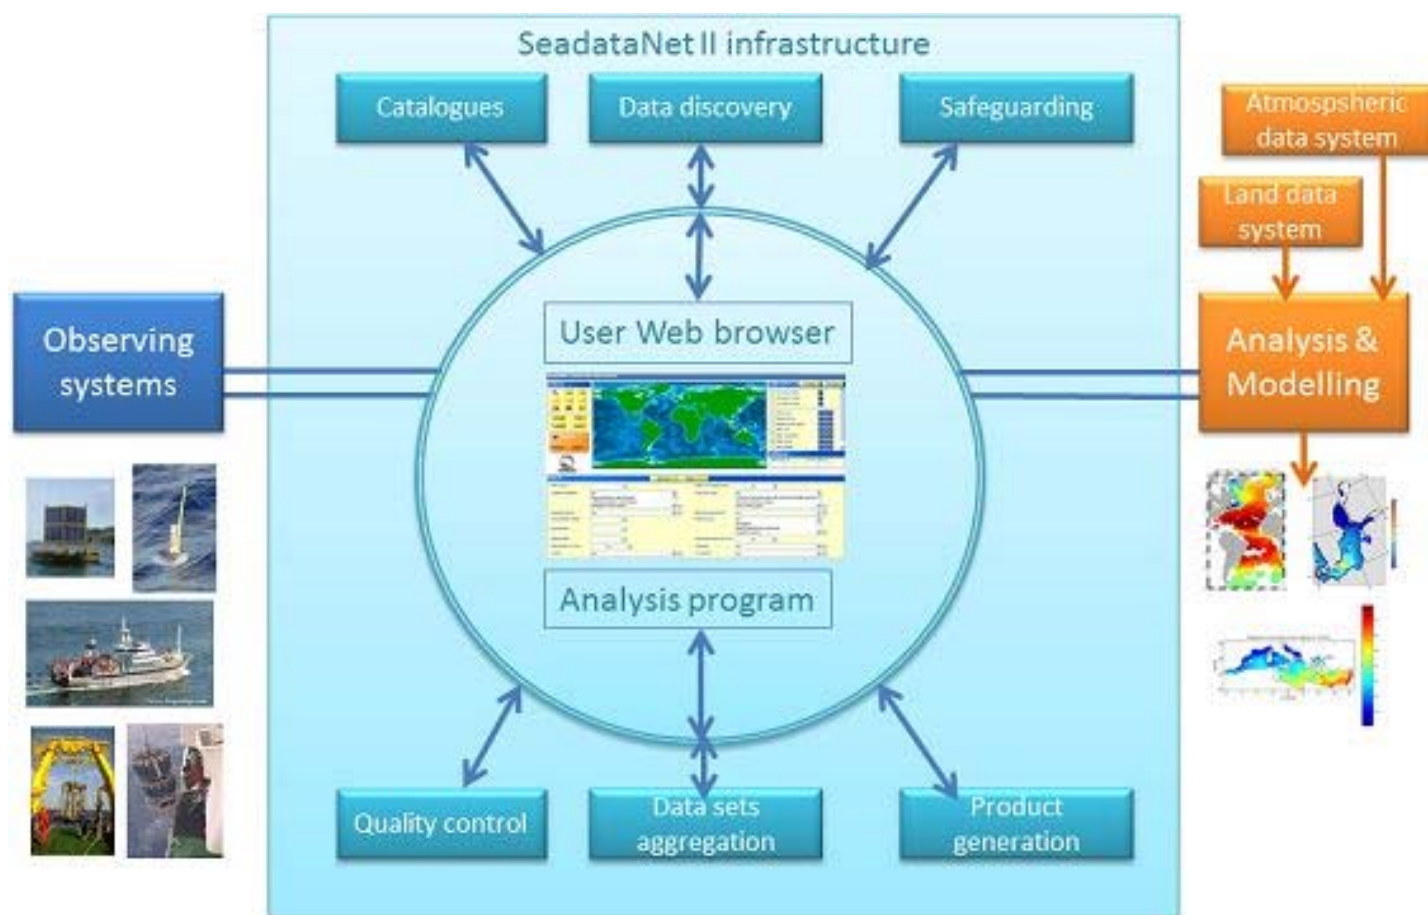 SeadataNet II infrastructure
Catalogues
Data discovery
Safeguarding
Atmospsheric
data system
Land data
system
Observing
systems
User Web browser
Analysis &
Modelling
Analysis program
Quality control
Data sets
aggregation
Product
generation